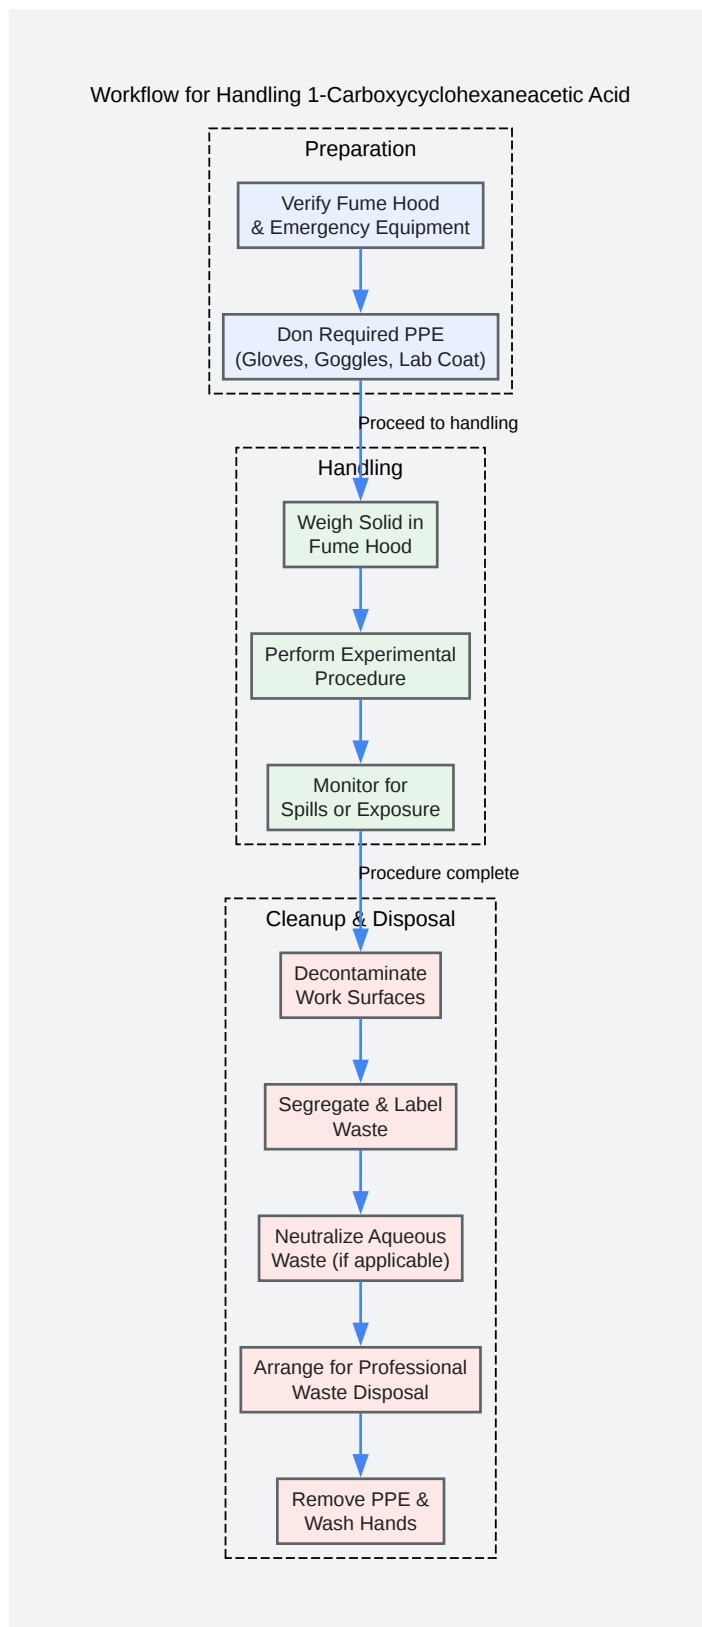 Workflow for Handling 1-Carboxycyclohexaneacetic Acid
Preparation
Verify Fume Hood
& Emergency Equipment
Don Required PPE
(Gloves, Goggles, Lab Coat)
Proceed to handling
Handling
Weigh Solid in
Fume Hood
Perform Experimental
Procedure
Monitor for
Spills or Exposure
Procedure complete
Cleanup & Disposal
Decontaminate
Work Surfaces
Segregate & Label
Waste
Neutralize Aqueous
Waste (if applicable)
Arrange for Professional
Waste Disposal
Remove PPE &
Wash Hands